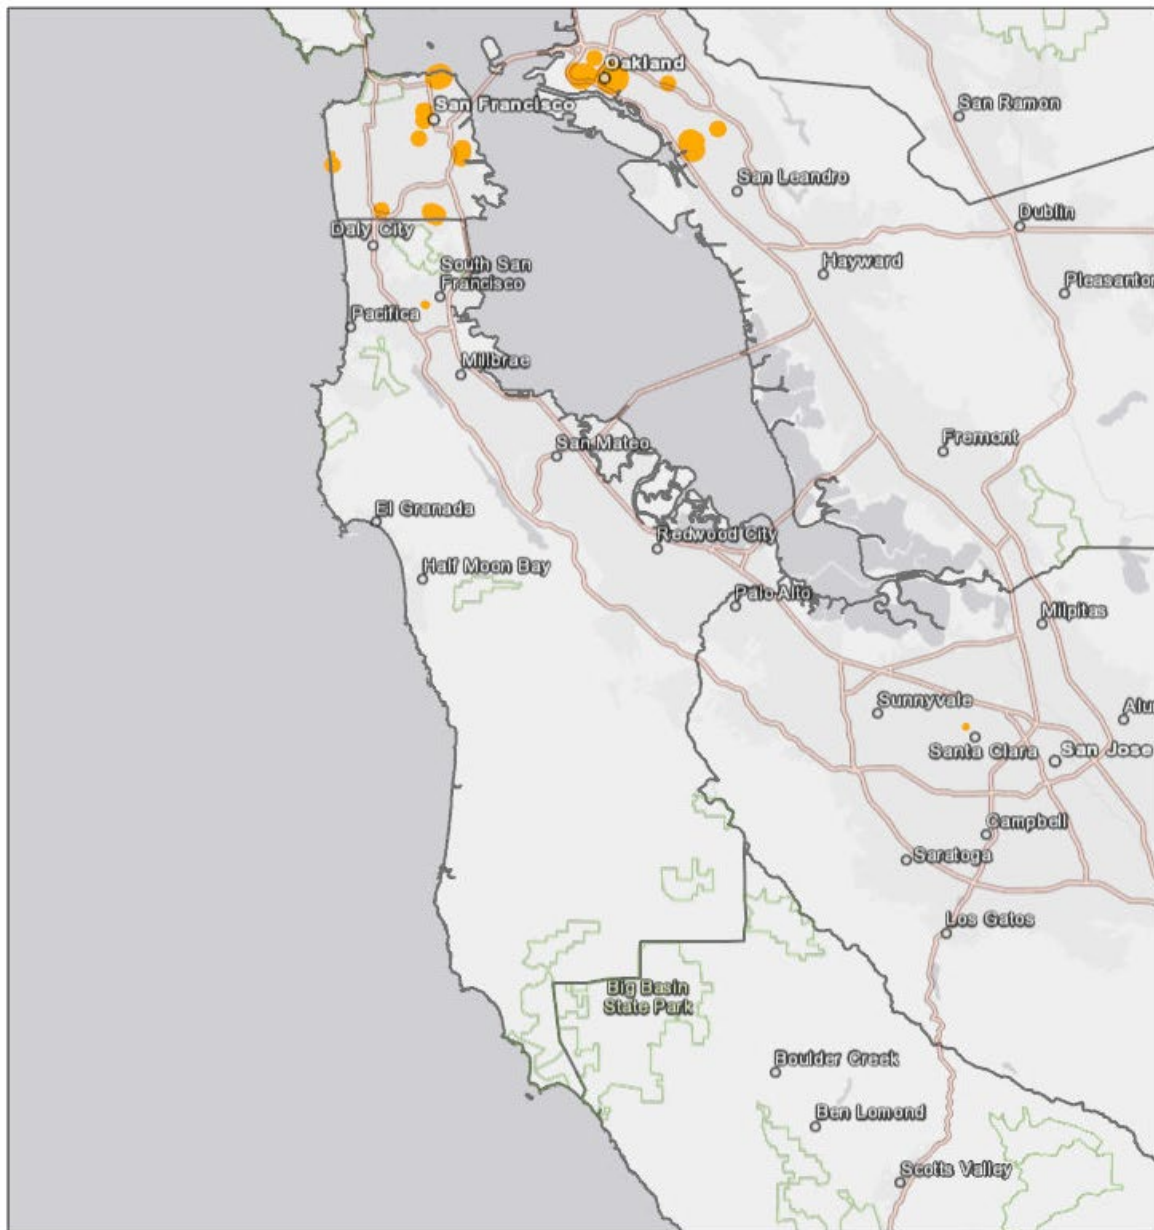 Oakland
San Francisco
San Ramon
San Leandro
Dublin
Daly City
South San
Francisco
Hayward
Pleasanton
Pacifica
Millbrae
San Mateo
Fremont
El Granada
Redwood City
Half Moon Bay
Palo Alto
Milpitas
Sunnyvale
Alu
Santa Clara
San Jose
Campbell
Saratoga
Los Gatos
Big Basin
State Park
Boulder Creek
Ben Lomond
Scotts Valley